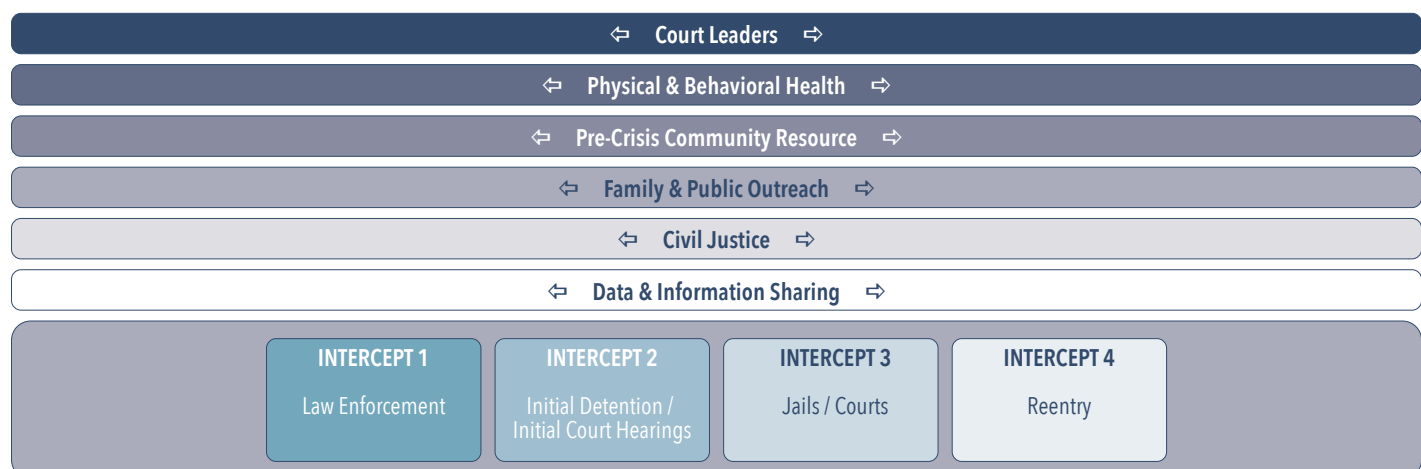 ⇦ Court Leaders ⇨
⇦ Physical & Behavioral Health ⇨
⇦ Pre-Crisis Community Resource ⇨
⇦ Family & Public Outreach ⇨
⇦ Civil Justice ⇨
⇦ Data & Information Sharing ⇨
INTERCEPT 1
Law Enforcement
INTERCEPT 2
Initial Detention /
Initial Court Hearings
INTERCEPT 3
Jails / Courts
INTERCEPT 4
Reentry